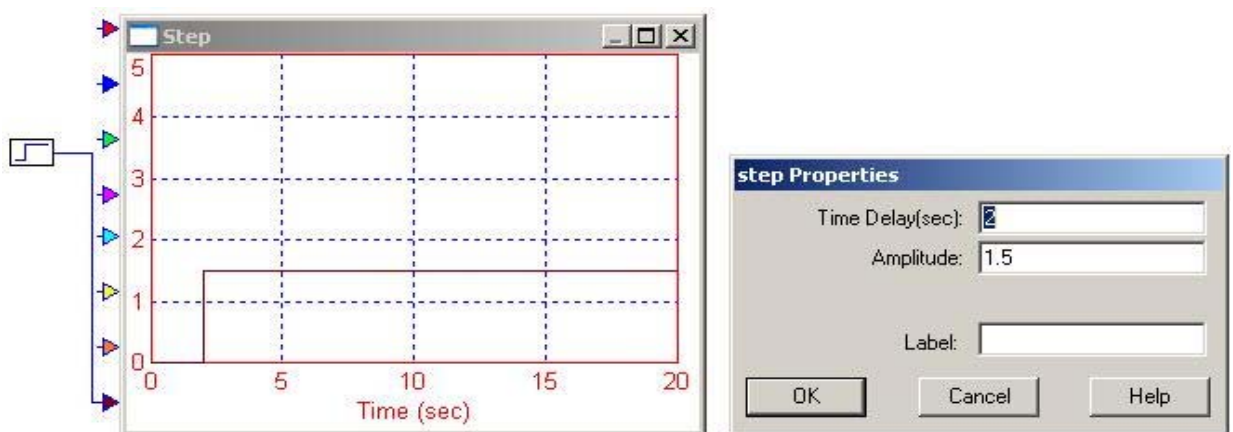 Step
5
4
3
2
1
0
0 5 10 15 20
Time (sec)
step Properties
Time Delay(sec): 2
Amplitude: 1.5
Label:
OK Cancel Help